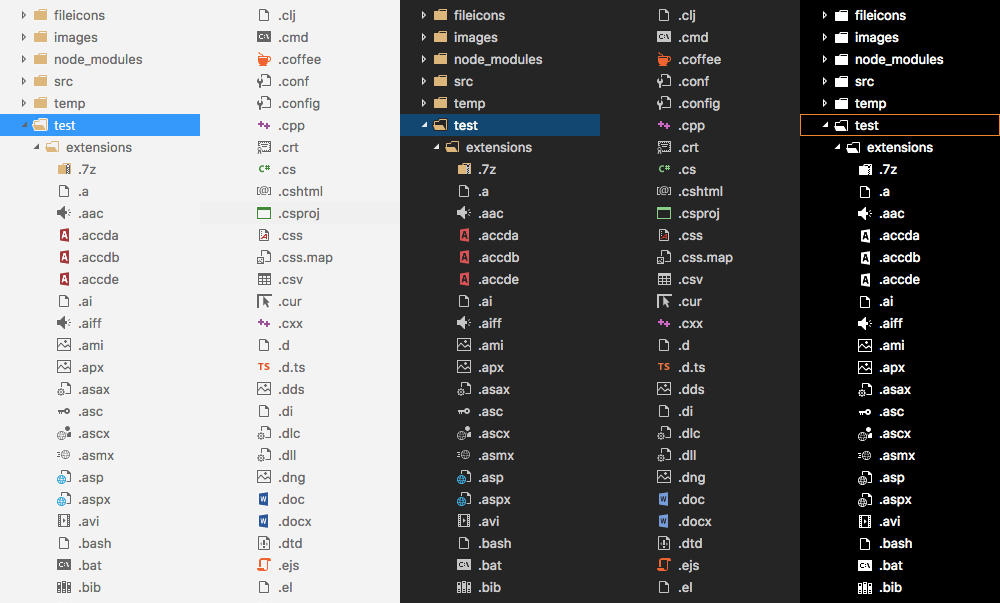 fileicons
images
node_modules
src
temp
test
extensions
.7z
.a
.aac
A .accda
A .accdb
A .accde
.ai
.aiff
.ami
.apx
.asax
.asc
.ascx
.asmx
.asp
.aspx
.avi
.bash
C:\ .bat
.bib
.clj
C:\ .cmd
.coffee
.conf
.config
++ .cpp
.crt
C# .cs
[@] .cshtml
.csproj
.css
.css.map
.csv
.cur
++ .cxx
.d
TS .d.ts
.dds
.di
.dlc
.dll
.dng
W .doc
W .docx
.dtd
.ejs
.el
fileicons
images
node_modules
src
temp
test
extensions
.7z
.a
.aac
A .accda
A .accdb
A .accde
.ai
.aiff
.ami
.apx
.asax
.asc
.ascx
.asmx
.asp
.aspx
.avi
.bash
C:\ .bat
.bib
.clj
C:\ .cmd
.coffee
.conf
.config
++ .cpp
.crt
C# .cs
[@] .cshtml
.csproj
.css
.css.map
.csv
.cur
++ .cxx
.d
TS .d.ts
.dds
.di
.dlc
.dll
.dng
W .doc
W .docx
.dtd
.ejs
.el
fileicons
images
node_modules
src
temp
test
extensions
.7z
.a
.aac
A .accda
A .accdb
A .accde
.ai
.aiff
.ami
.apx
.asax
.asc
.ascx
.asmx
.asp
.aspx
.avi
.bash
C:\ .bat
.bib